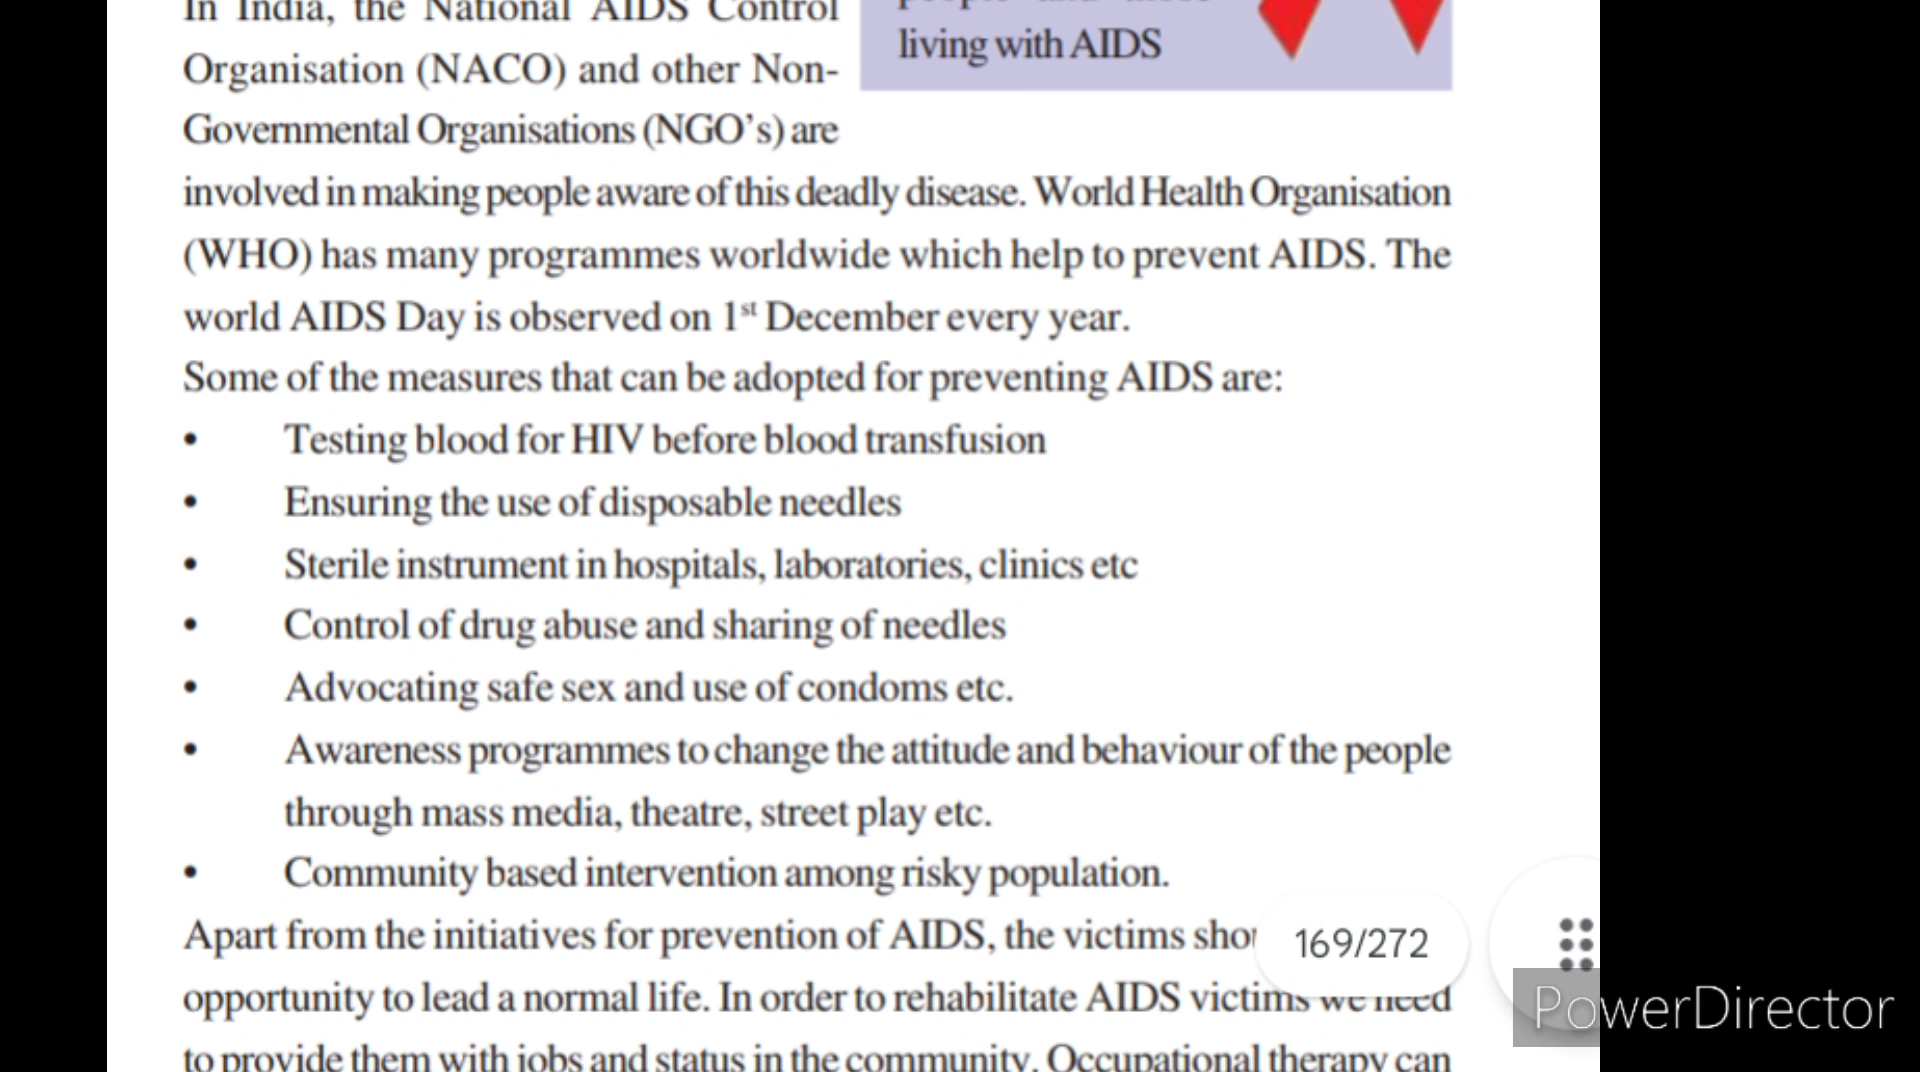 In India, the National AIDS Control
Organisation (NACO) and other Non-
Governmental Organisations (NGO’s) are
living with AIDS
involved in making people aware of this deadly disease. World Health Organisation
(WHO) has many programmes worldwide which help to prevent AIDS. The
world AIDS Day is observed on 1st December every year.
Some of the measures that can be adopted for preventing AIDS are:
• Testing blood for HIV before blood transfusion
• Ensuring the use of disposable needles
• Sterile instrument in hospitals, laboratories, clinics etc
• Control of drug abuse and sharing of needles
• Advocating safe sex and use of condoms etc.
• Awareness programmes to change the attitude and behaviour of the people
through mass media, theatre, street play etc.
• Community based intervention among risky population.
Apart from the initiatives for prevention of AIDS, the victims
169/272
opportunity to lead a normal life. In order to rehabilitate AIDS victims we need
to provide them with jobs and status in the community. Occupational therapy can
PowerDirector